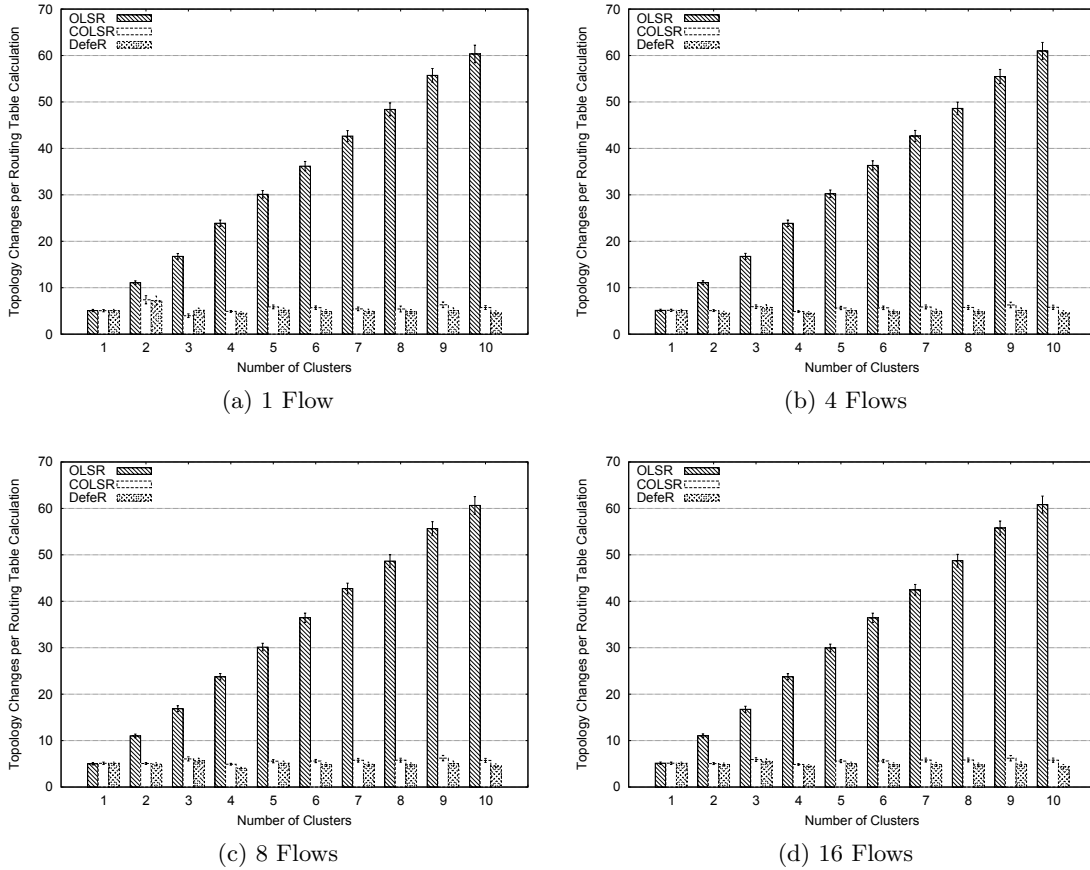 Topology Changes per Routing Table Calculation
70
60
50
40
30
20
10
0
OLSR
COLSR
DefeR
1 2 3 4 5 6 7 8 9 10
Number of Clusters
(a) 1 Flow
Topology Changes per Routing Table Calculation
70
60
50
40
30
20
10
0
OLSR
COLSR
DefeR
1 2 3 4 5 6 7 8 9 10
Number of Clusters
(b) 4 Flows
Topology Changes per Routing Table Calculation
70
60
50
40
30
20
10
0
OLSR
COLSR
DefeR
1 2 3 4 5 6 7 8 9 10
Number of Clusters
(c) 8 Flows
Topology Changes per Routing Table Calculation
70
60
50
40
30
20
10
0
OLSR
COLSR
DefeR
1 2 3 4 5 6 7 8 9 10
Number of Clusters
(d) 16 Flows